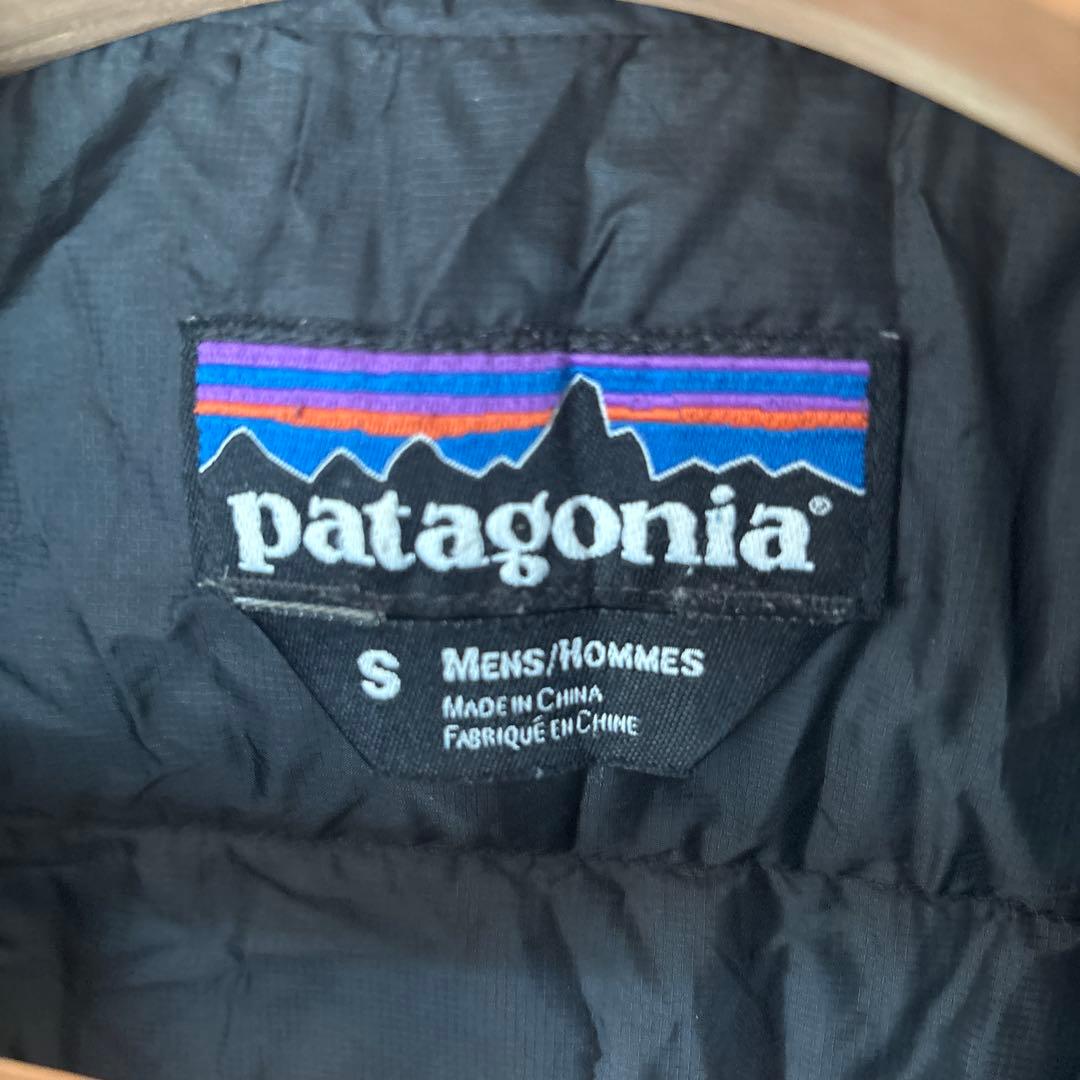 patagonia®
S MENS/HOMMES
MADE IN CHINA
FABRIQUÉ EN CHINE